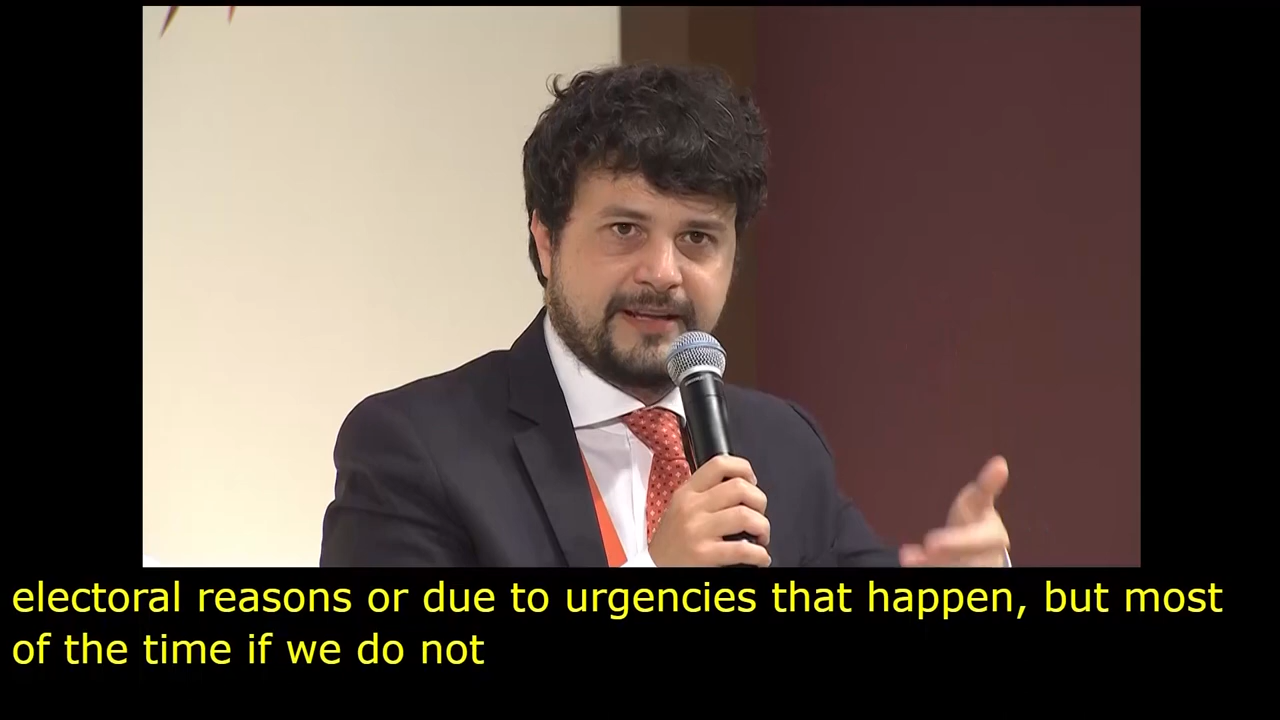 electoral reasons or due to urgencies that happen, but most
of the time if we do not